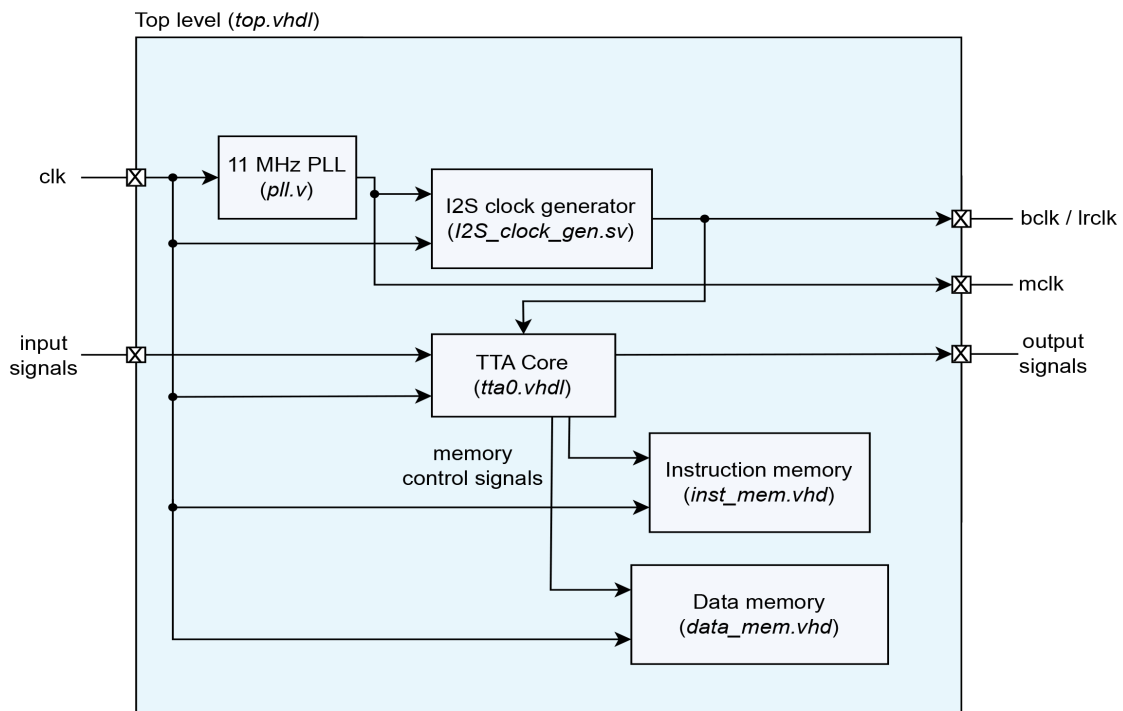 Top level (top.vhdl)
clk
11 MHz PLL
(pll.v)
I2S clock generator
(I2S_clock_gen.sv)
bclk / lrclk
mclk
input
signals
TTA Core
(tta0.vhdl)
output
signals
memory
control signals
Instruction memory
(inst_mem.vhd)
Data memory
(data_mem.vhd)